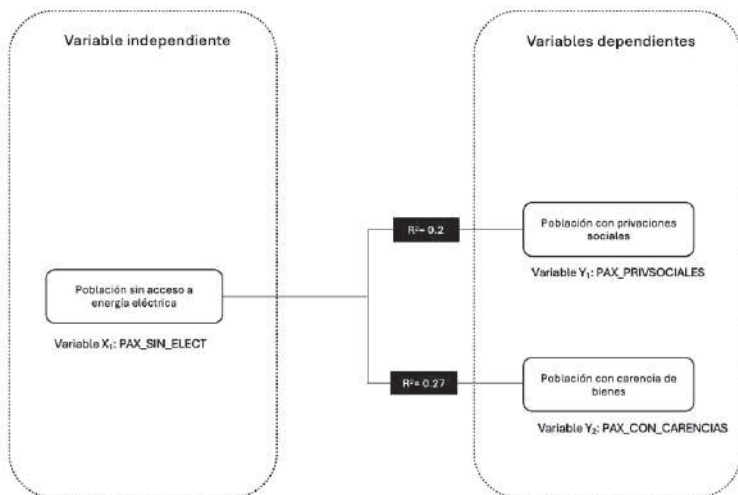 Variable independiente
Variables dependientes
R²= 0.2
Población con privaciones
sociales
Variable Y₁: PAX_PRIVSOCIALES
Población sin acceso a
energía eléctrica
Variable X₁: PAX_SIN_ELECT
R²= 0.27
Población con carencia de
bienes
Variable Y₂: PAX_CON_CARENCIAS